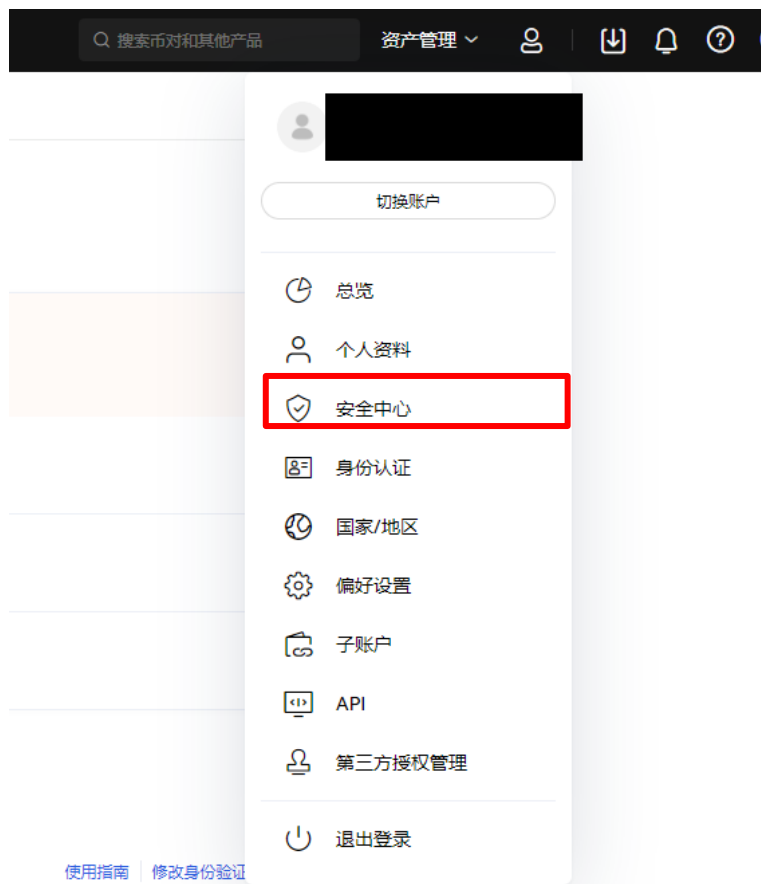 搜索币对和其他产品
资产管理
切换账户
总览
个人资料
安全中心
身份认证
国家/地区
偏好设置
子账户
API
第三方授权管理
退出登录
使用指南
修改身份验证